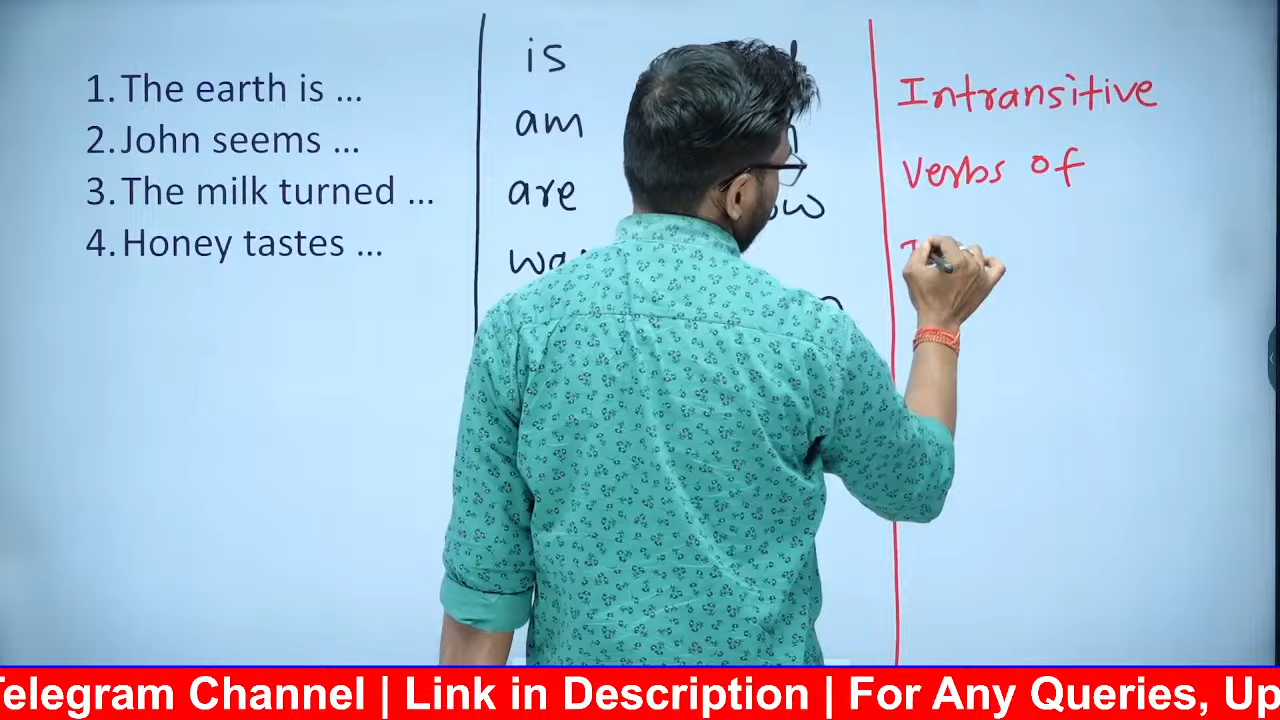 1. The earth is ...
2. John seems ...
3. The milk turned ...
4. Honey tastes ...
is
am
are
Intransitive
verbs of
Telegram Channel | Link in Description | For Any Queries, Up